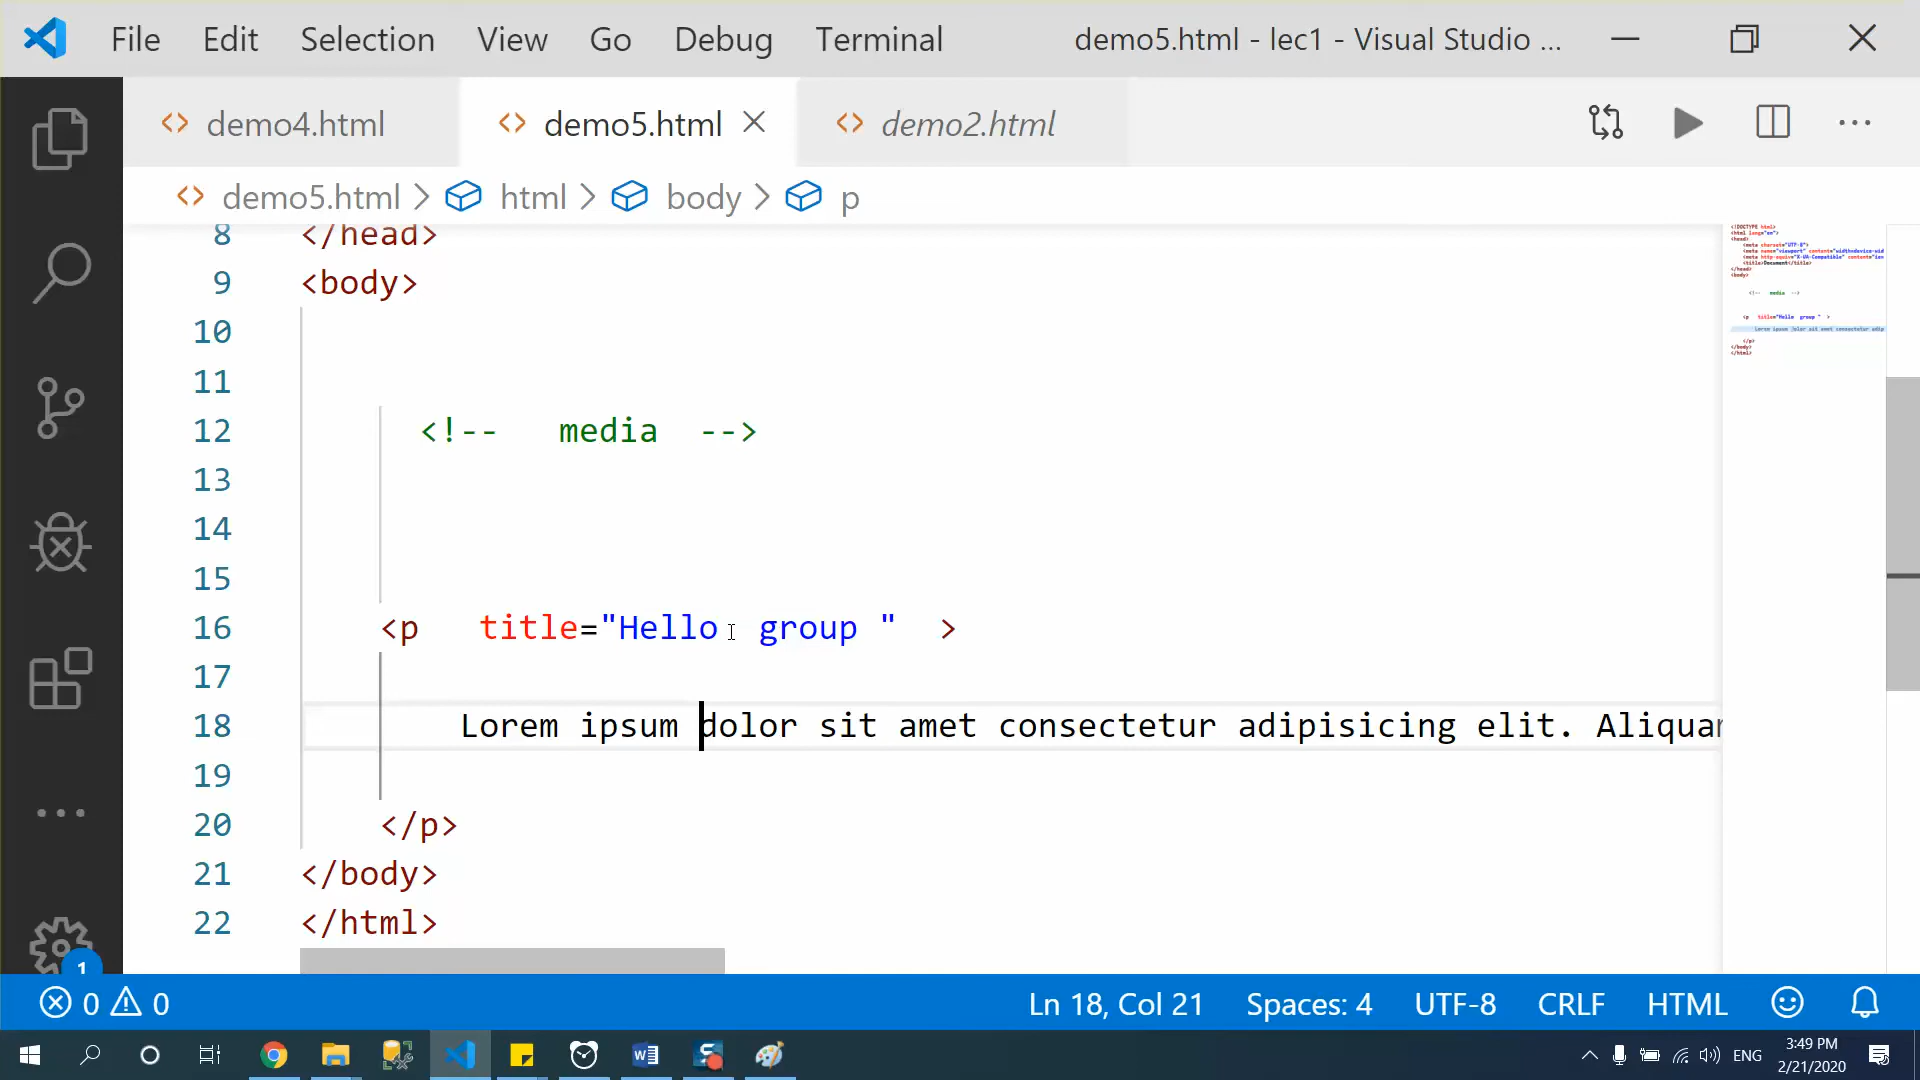 File Edit Selection View Go Debug Terminal demo5.html - lec1 - Visual Studio ...
demo4.html demo5.html demo2.html
demo5.html > html > body > p
8 </head>
9 <body>
10
11
12 <!--   media  -->
13
14
15
16 <p   title="Hello  group "  >
17
18 Lorem ipsum dolor sit amet consectetur adipisicing elit. Aliquam
19
20 </p>
21 </body>
22 </html>
1
0 0 Ln 18, Col 21 Spaces: 4 UTF-8 CRLF HTML
ENG 3:49 PM
2/21/2020